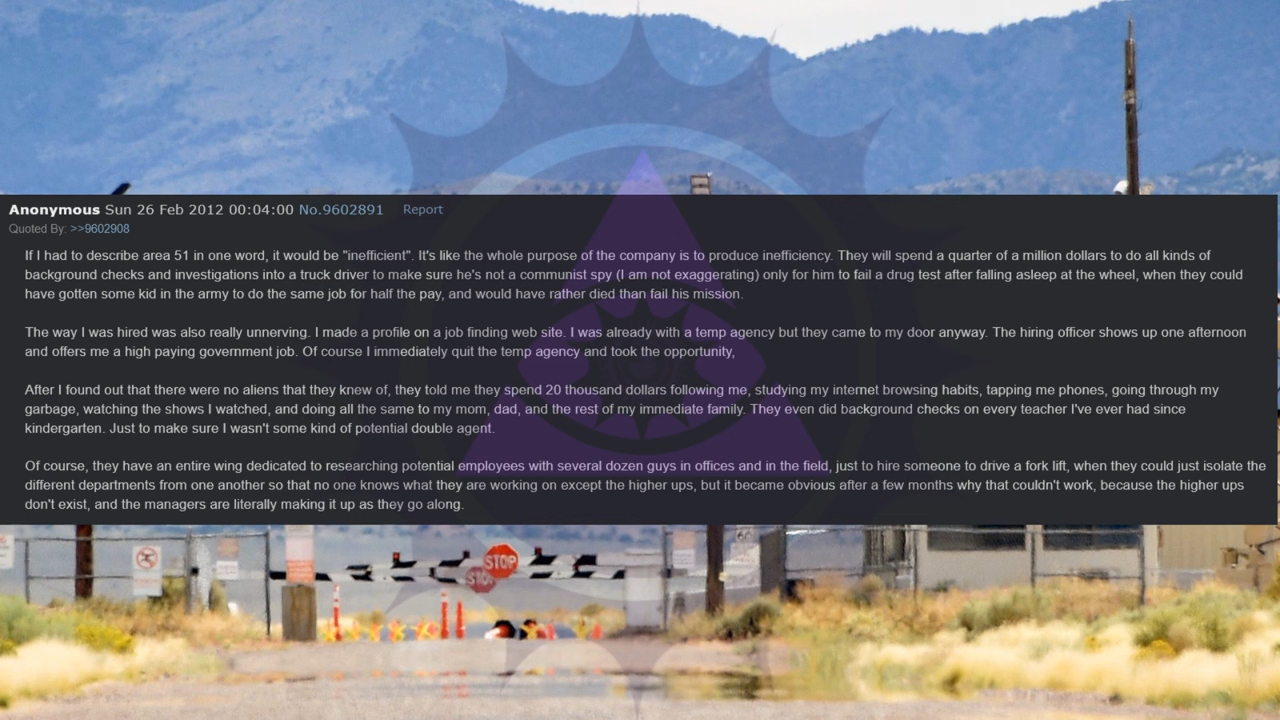 Anonymous Sun 26 Feb 2012 00:04:00 No.9602891 Report
Quoted By: >>9602908
If I had to describe area 51 in one word, it would be "inefficient". It's like the whole purpose of the company is to produce inefficiency. They will spend a quarter of a million dollars to do all kinds of
background checks and investigations into a truck driver to make sure he's not a communist spy (I am not exaggerating) only for him to fail a drug test after falling asleep at the wheel, when they could
have gotten some kid in the army to do the same job for half the pay, and would have rather died than fail his mission.
The way I was hired was also really unnerving. I made a profile on a job finding web site. I was already with a temp agency but they came to my door anyway. The hiring officer shows up one afternoon
and offers me a high paying government job. Of course I immediately quit the temp agency and took the opportunity,
After I found out that there were no aliens that they knew of, they told me they spend 20 thousand dollars following me, studying my internet browsing habits, tapping me phones, going through my
garbage, watching the shows I watched, and doing all the same to my mom, dad, and the rest of my immediate family. They even did background checks on every teacher I've ever had since
kindergarten. Just to make sure I wasn't some kind of potential double agent.
Of course, they have an entire wing dedicated to researching potential employees with several dozen guys in offices and in the field, just to hire someone to drive a fork lift, when they could just isolate the
different departments from one another so that no one knows what they are working on except the higher ups, but it became obvious after a few months why that couldn't work, because the higher ups
don't exist, and the managers are literally making it up as they go along.
STOP
STOP